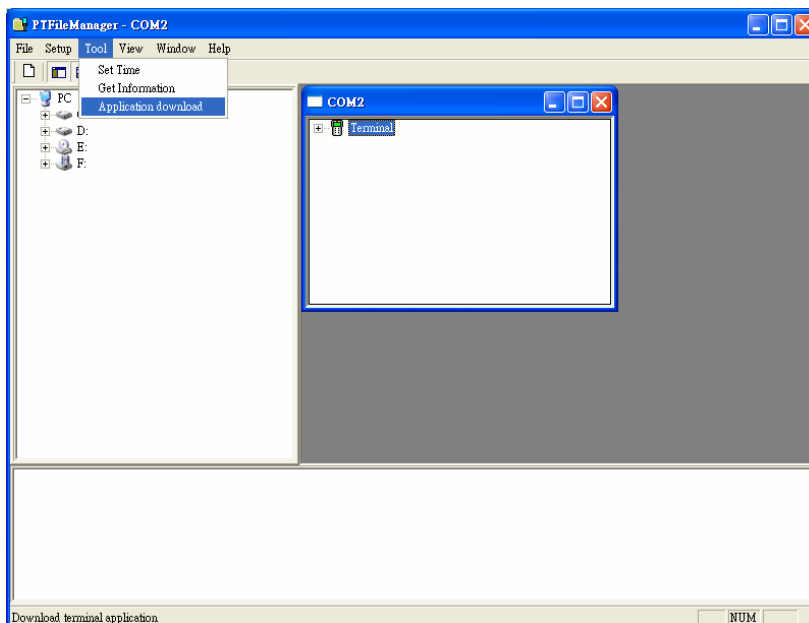 PTFileManager - COM2
File Setup Tool View Window Help
Set Time
Get Information
Application download
PC
D:
E:
F:
COM2
Terminal
Download terminal application
NUM